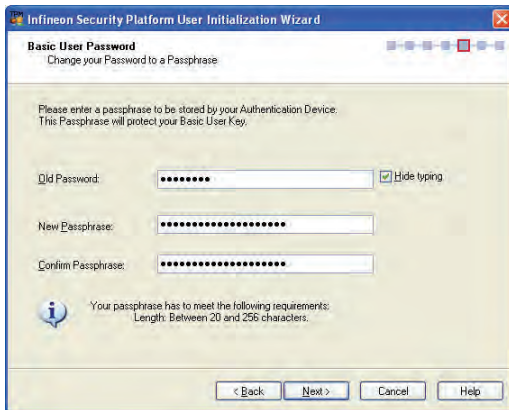 Infineon Security Platform User Initialization Wizard
Basic User Password
Change your Password to a Passphrase
Please enter a passphrase to be stored by your Authentication Device.
This Passphrase will protect your Basic User Key.
Old Password:
Hide typing
New Passphrase:
Confirm Passphrase:
Your passphrase has to meet the following requirements:
Length: Between 20 and 256 characters.
< Back Next > Cancel Help